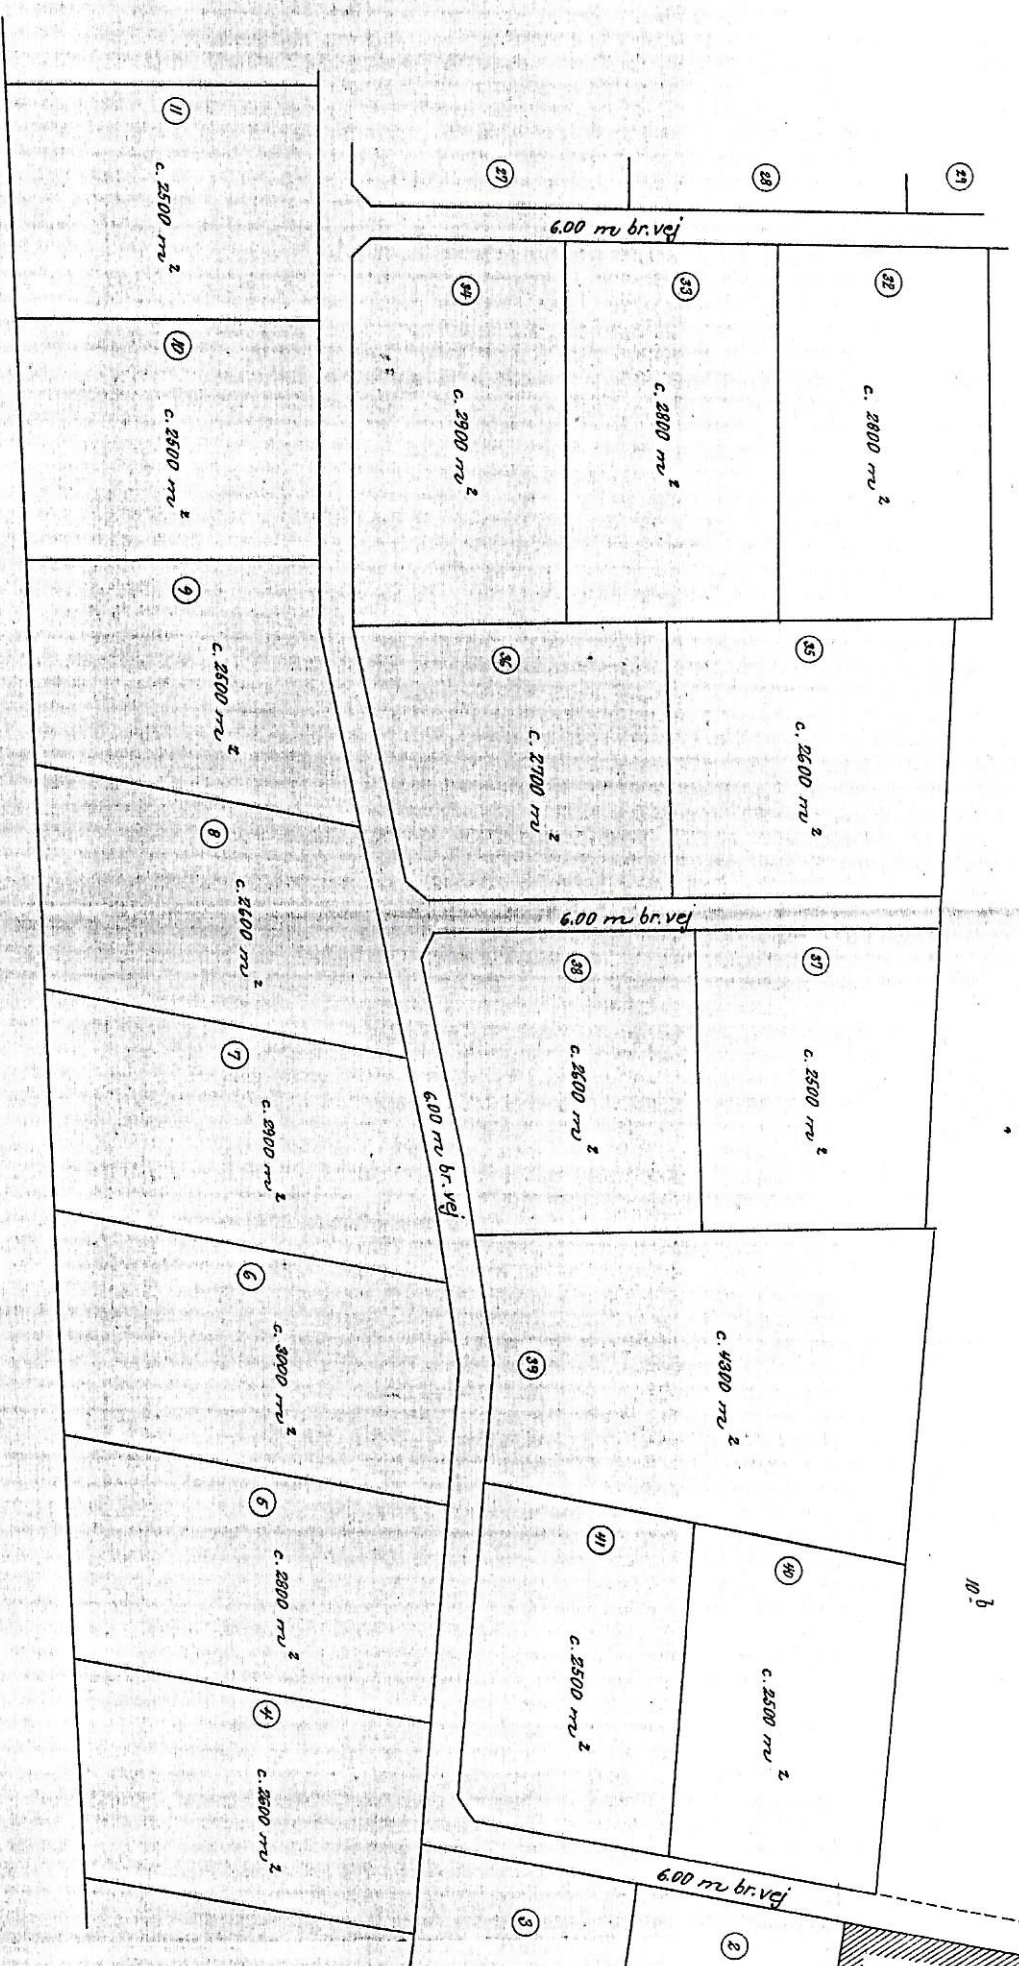 11
c. 2500 m²
10
c. 2500 m²
9
c. 2600 m²
8
c. 2600 m²
7
c. 2900 m²
6
c. 3000 m²
5
c. 2800 m²
4
c. 2600 m²
27
28
29
6.00 m br. vej
34
c. 2900 m²
33
c. 2800 m²
32
c. 2800 m²
36
c. 2700 m²
35
c. 2600 m²
6.00 m br. vej
38
c. 2600 m²
37
c. 2500 m²
6.00 m br. vej
39
c. 4300 m²
41
c. 2500 m²
40
c. 2500 m²
10 b
6.00 m br. vej
3
2